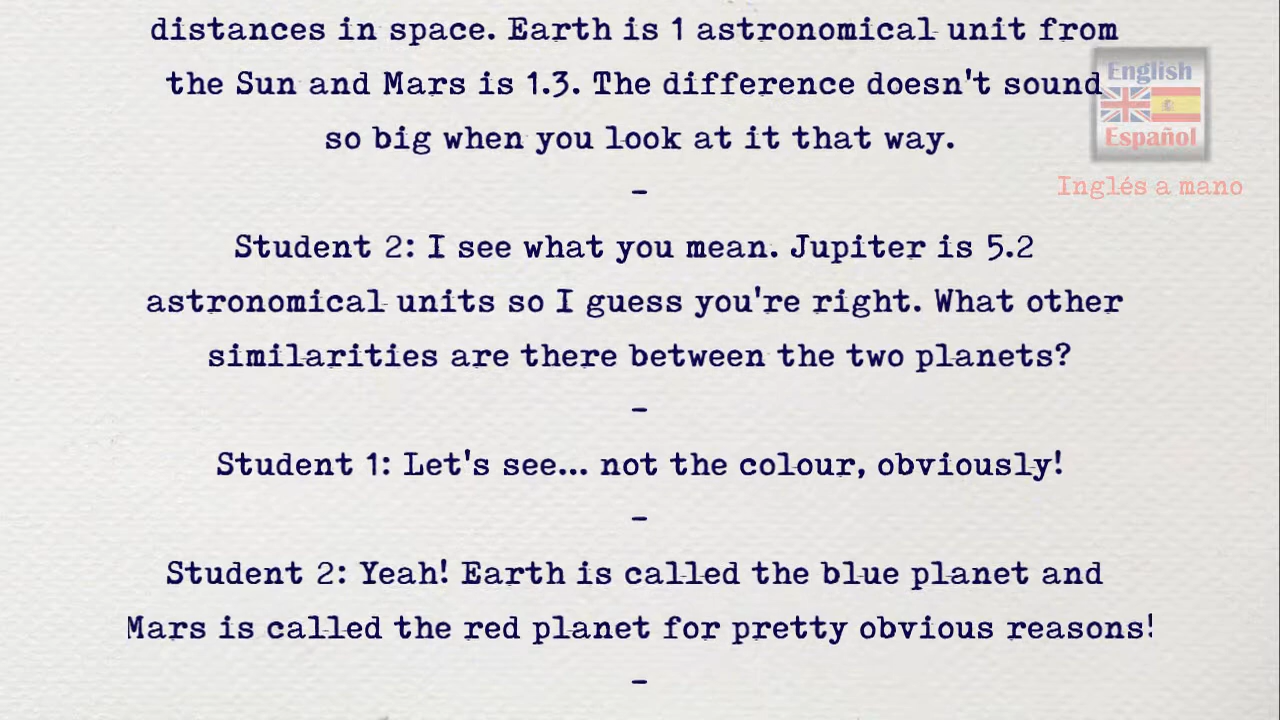 distances in space. Earth is 1 astronomical unit from
the Sun and Mars is 1.3. The difference doesn't sound
so big when you look at it that way.
-
Student 2: I see what you mean. Jupiter is 5.2
astronomical units so I guess you're right. What other
similarities are there between the two planets?
-
Student 1: Let's see... not the colour, obviously!
-
Student 2: Yeah! Earth is called the blue planet and
Mars is called the red planet for pretty obvious reasons!
-
English
Español
Inglés a mano